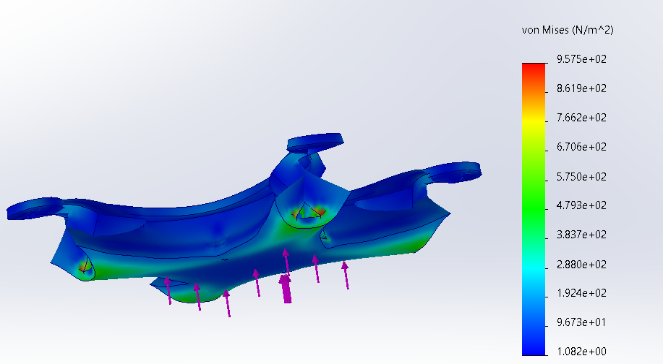 von Mises (N/m^2)
9.575e+02
8.619e+02
7.662e+02
6.706e+02
5.750e+02
4.793e+02
3.837e+02
2.880e+02
1.924e+02
9.673e+01
1.082e+00